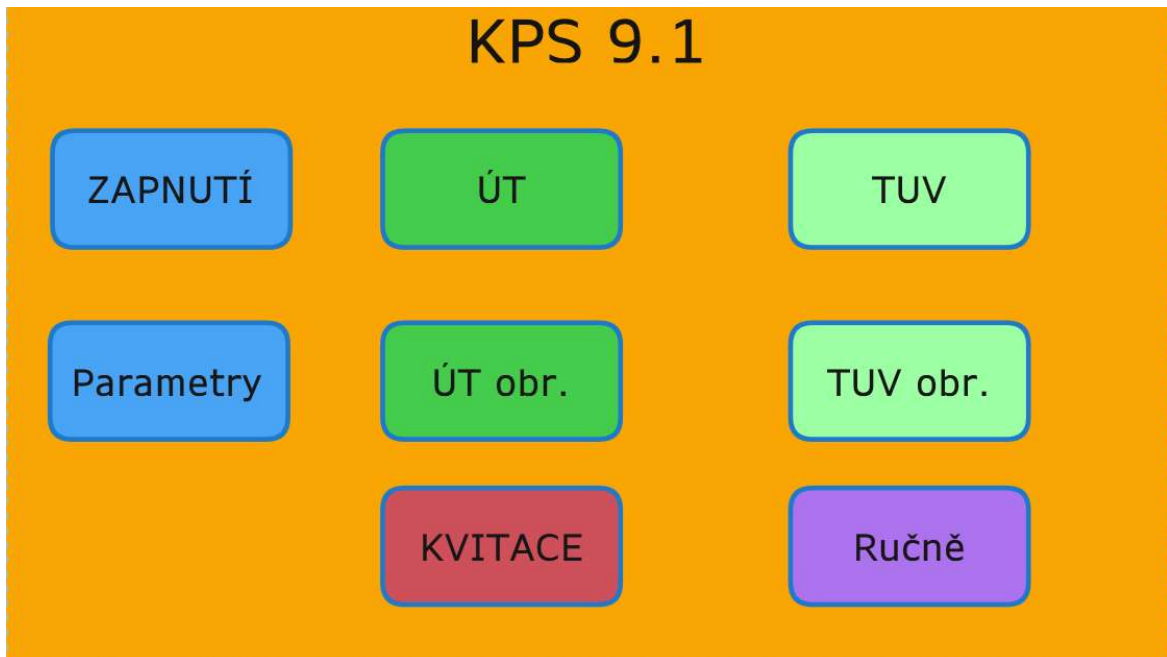 KPS 9.1
ZAPNUTÍ
ÚT
TUV
Parametry
ÚT obr.
TUV obr.
KVITACE
Ručně